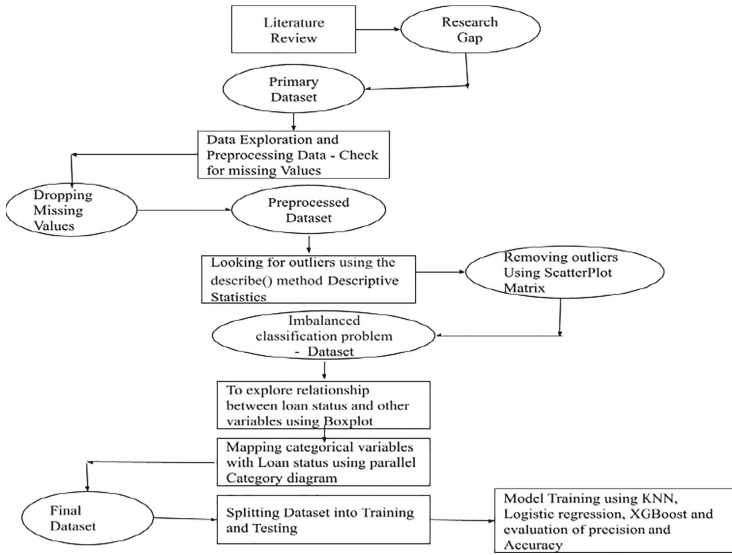 Literature
Review
Research
Gap
Primary
Dataset
Data Exploration and
Preprocessing Data - Check
for missing Values
Dropping
Missing
Values
Preprocessed
Dataset
Looking for outliers using the
describe() method Descriptive
Statistics
Removing outliers
Using ScatterPlot
Matrix
Imbalanced
classification problem
- Dataset
To explore relationship
between loan status and other
variables using Boxplot
Mapping categorical variables
with Loan status using parallel
Category diagram
Final
Dataset
Splitting Dataset into Training
and Testing
Model Training using KNN,
Logistic regression, XGBoost and
evaluation of precision and
Accuracy